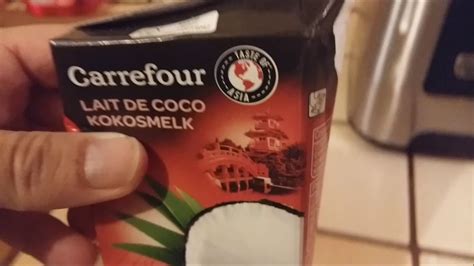 Carrefour
TASTE OF
ASIA
LAIT DE COCO
KOKOSMELK